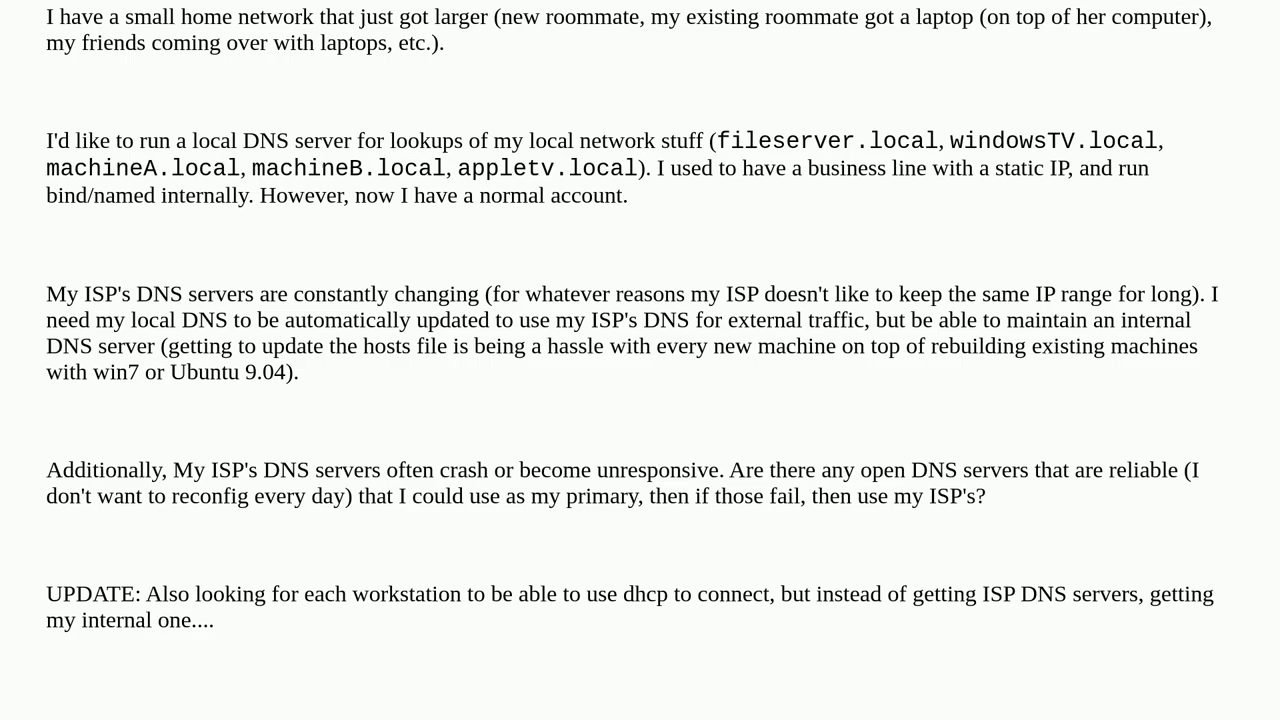 I have a small home network that just got larger (new roommate, my existing roommate got a laptop (on top of her computer),
my friends coming over with laptops, etc.).
I'd like to run a local DNS server for lookups of my local network stuff (fileserver.local, windowsTV.local,
machineA.local, machineB.local, appletv.local). I used to have a business line with a static IP, and run
bind/named internally. However, now I have a normal account.
My ISP's DNS servers are constantly changing (for whatever reasons my ISP doesn't like to keep the same IP range for long). I
need my local DNS to be automatically updated to use my ISP's DNS for external traffic, but be able to maintain an internal
DNS server (getting to update the hosts file is being a hassle with every new machine on top of rebuilding existing machines
with win7 or Ubuntu 9.04).
Additionally, My ISP's DNS servers often crash or become unresponsive. Are there any open DNS servers that are reliable (I
don't want to reconfig every day) that I could use as my primary, then if those fail, then use my ISP's?
UPDATE: Also looking for each workstation to be able to use dhcp to connect, but instead of getting ISP DNS servers, getting
my internal one....